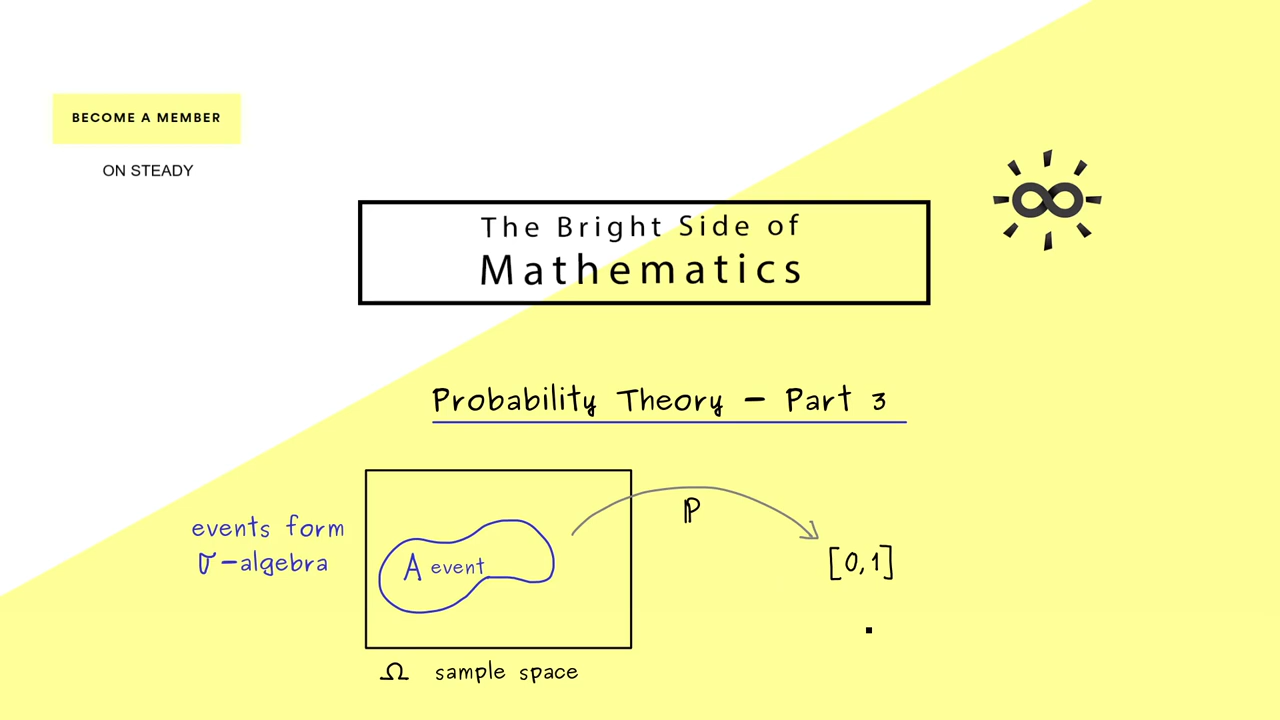 BECOME A MEMBER
ON STEADY
The Bright Side of
Mathematics
Probability Theory – Part 3
events form
σ-algebra
A event
ℙ
[0,1]
Ω sample space